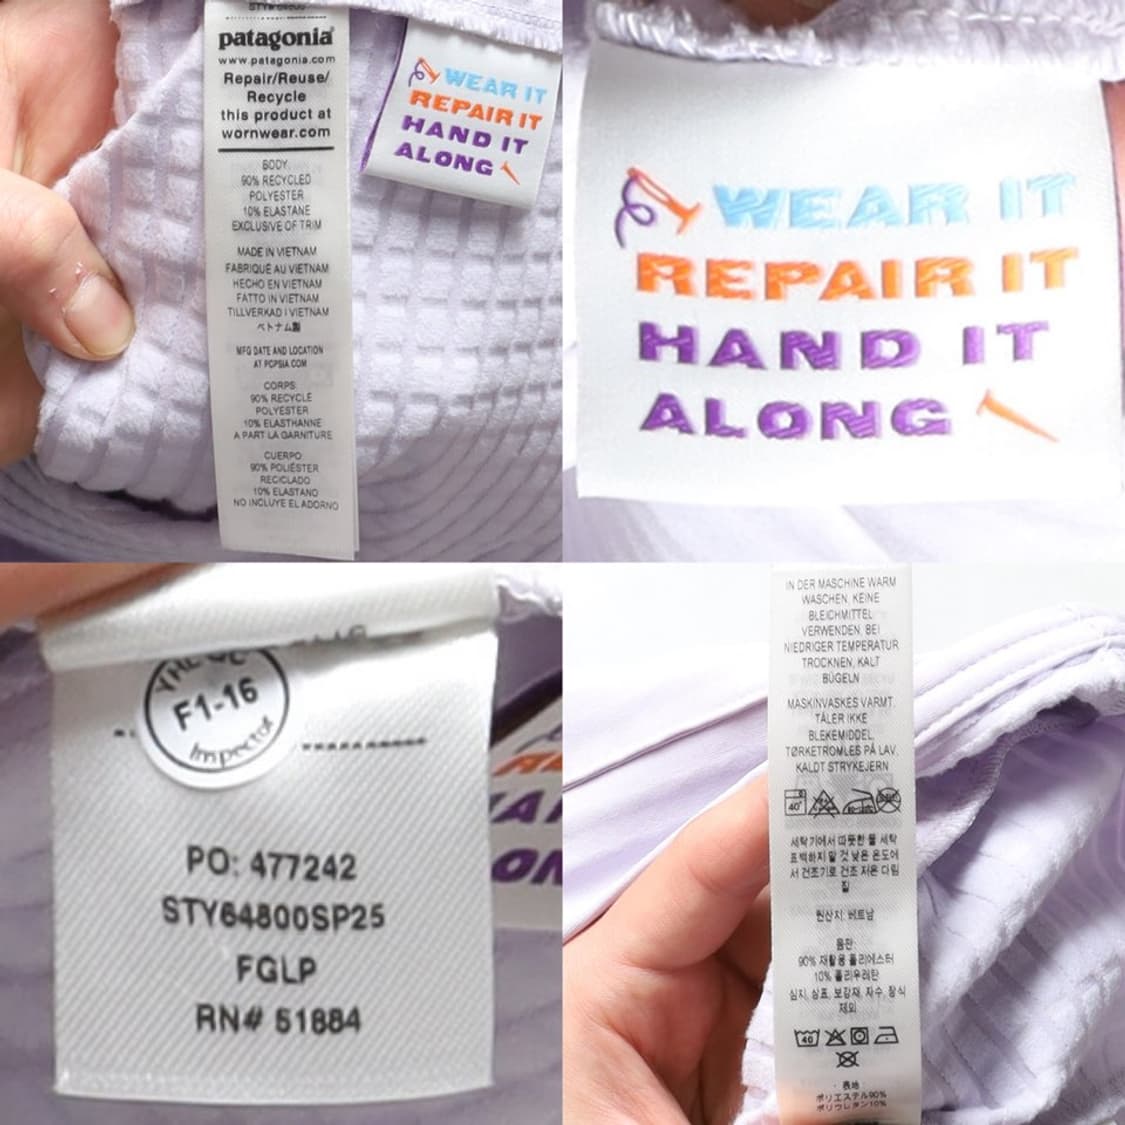 patagonia
www.patagonia.com
Repair/Reuse/
Recycle
this product at
wornwear.com
BODY:
90% RECYCLED
POLYESTER
10% ELASTANE
EXCLUSIVE OF TRIM
MADE IN VIETNAM
FABRIQUÉ AU VIETNAM
HECHO EN VIETNAM
FATTO IN VIETNAM
TILLVERKAD I VIETNAM
ベトナム製
MFG DATE AND LOCATION
AT PCPSIA.COM
CORPS:
90% RECYCLE
POLYESTER
10% ELASTHANNE
A PART LA GARNITURE
CUERPO:
90% POLIÉSTER
RECICLADO
10% ELASTANO
NO INCLUYE EL ADORNO
WEAR IT
REPAIR IT
HAND IT
ALONG
WEAR IT
REPAIR IT
HAND IT
ALONG
F1-16
Inspector
PO: 477242
STY64800SP25
FGLP
RN# 51884
IN DER MASCHINE WARM
WASCHEN, KEINE
BLEICHMITTEL
VERWENDEN, BEI
NIEDRIGER TEMPERATUR
TROCKNEN, KALT
BÜGELN
MASKINVASKES VARMT.
TÅLER IKKE
BLEKEMIDDEL.
TØRKETROMLES PÅ LAV.
KALDT STRYKEJERN
40°
세탁기에서 따뜻한 물 세탁
표백하지 말 것 낮은 온도에
서 건조기로 건조 저온 다림
질
원산지: 베트남
몸판:
90% 재활용 폴리에스터
10% 폴리우레탄
심지, 상표, 보강재, 자수, 장식
제외
40
表地
ポリエステル90%
ポリウレタン10%